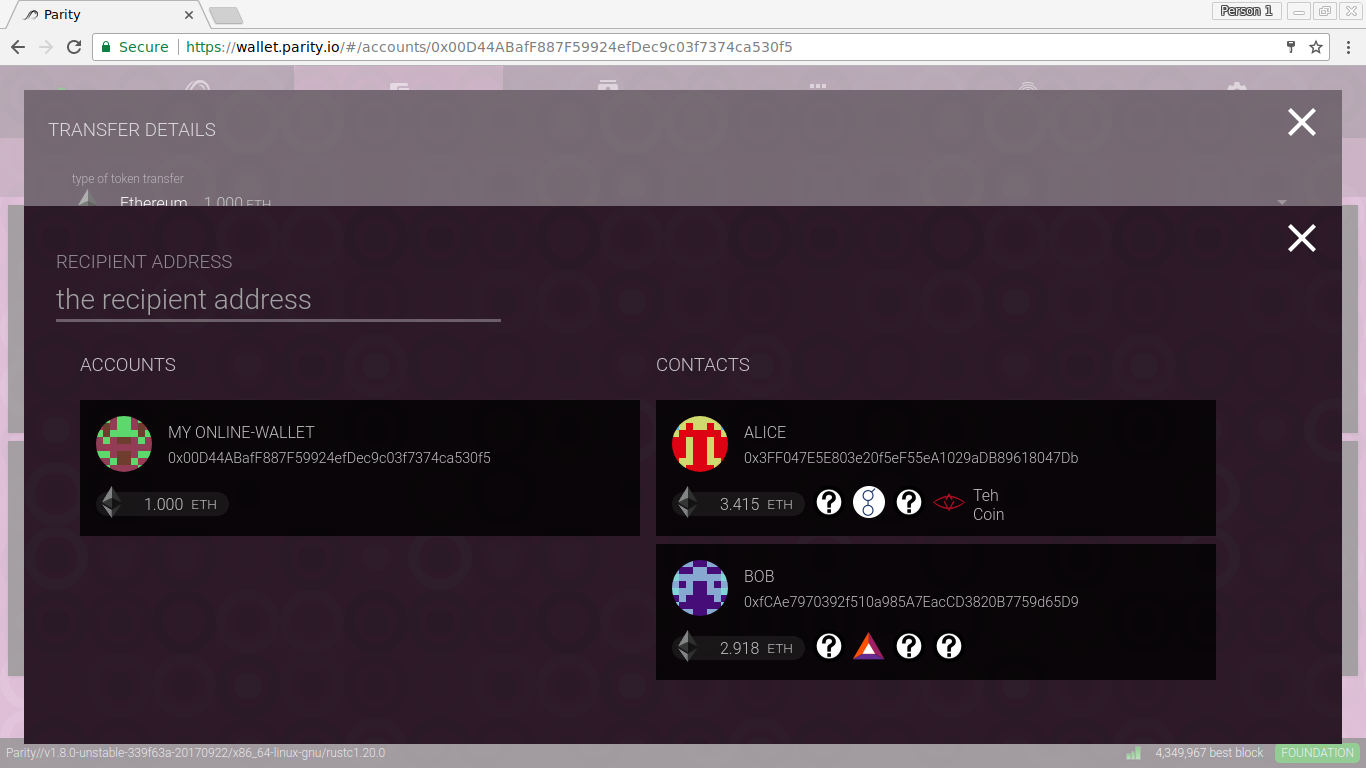 Parity
Person 1
Secure
https://wallet.parity.io/#/accounts/0x00D44ABafF887F59924efDec9c03f7374ca530f5
TRANSFER DETAILS
type of token transfer
Ethereum 1.000 ETH
RECIPIENT ADDRESS
the recipient address
ACCOUNTS
MY ONLINE-WALLET
0x00D44ABafF887F59924efDec9c03f7374ca530f5
1.000 ETH
CONTACTS
ALICE
0x3FF047E5E803e20f5eF55eA1029aDB89618047Db
3.415 ETH
?
?
Teh
Coin
BOB
0xfCAe7970392f510a985A7EacCD3820B7759d65D9
2.918 ETH
?
?
?
Parity//v1.8.0-unstable-339f63a-20170922/x86_64-linux-gnu/rustc1.20.0
4,349,967 best block
FOUNDATION